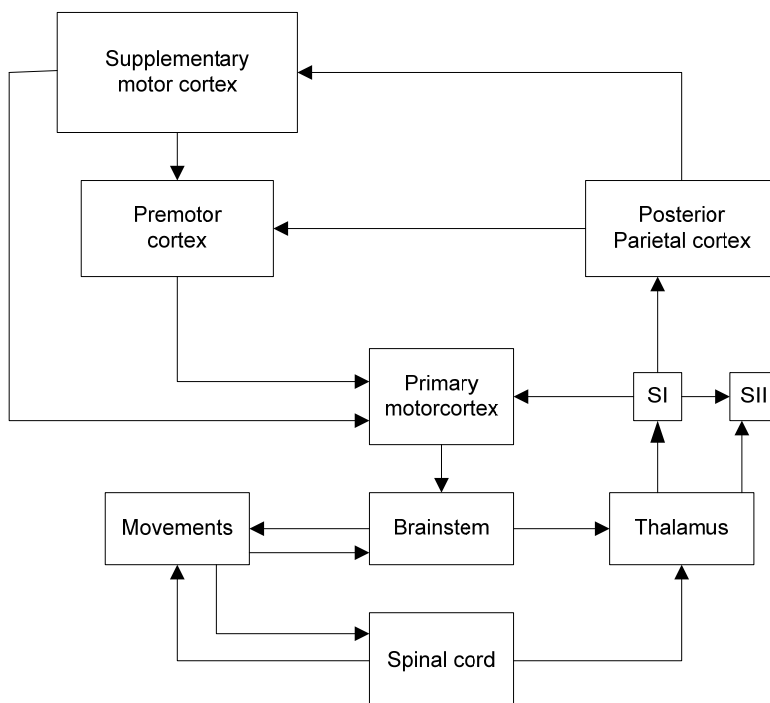 Supplementary
motor cortex
Premotor
cortex
Posterior
Parietal cortex
Primary
motorcortex
SI
SII
Movements
Brainstem
Thalamus
Spinal cord